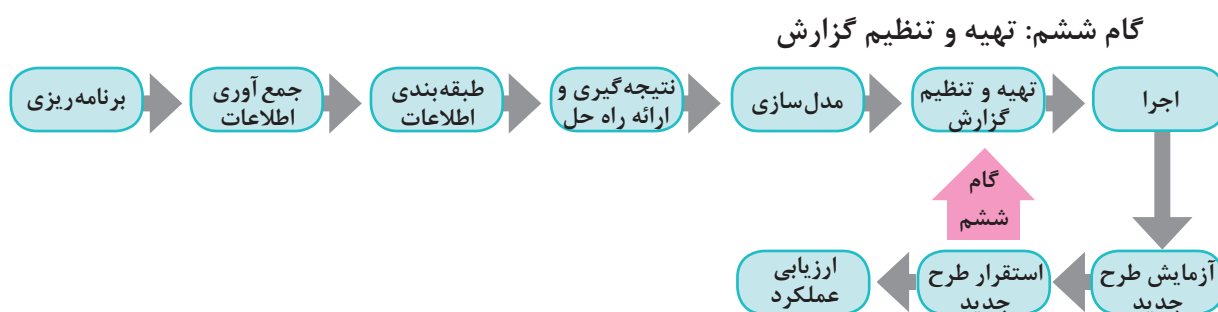 گام ششم: تهیه و تنظیم گزارش
برنامه‌ریزی
جمع‌آوری
اطلاعات
طبقه‌بندی
اطلاعات
نتیجه‌گیری و
ارائه راه حل
مدل‌سازی
تهیه و تنظیم
گزارش
اجرا
گام
ششم
آزمایش طرح
جدید
استقرار طرح
جدید
ارزیابی
عملکرد